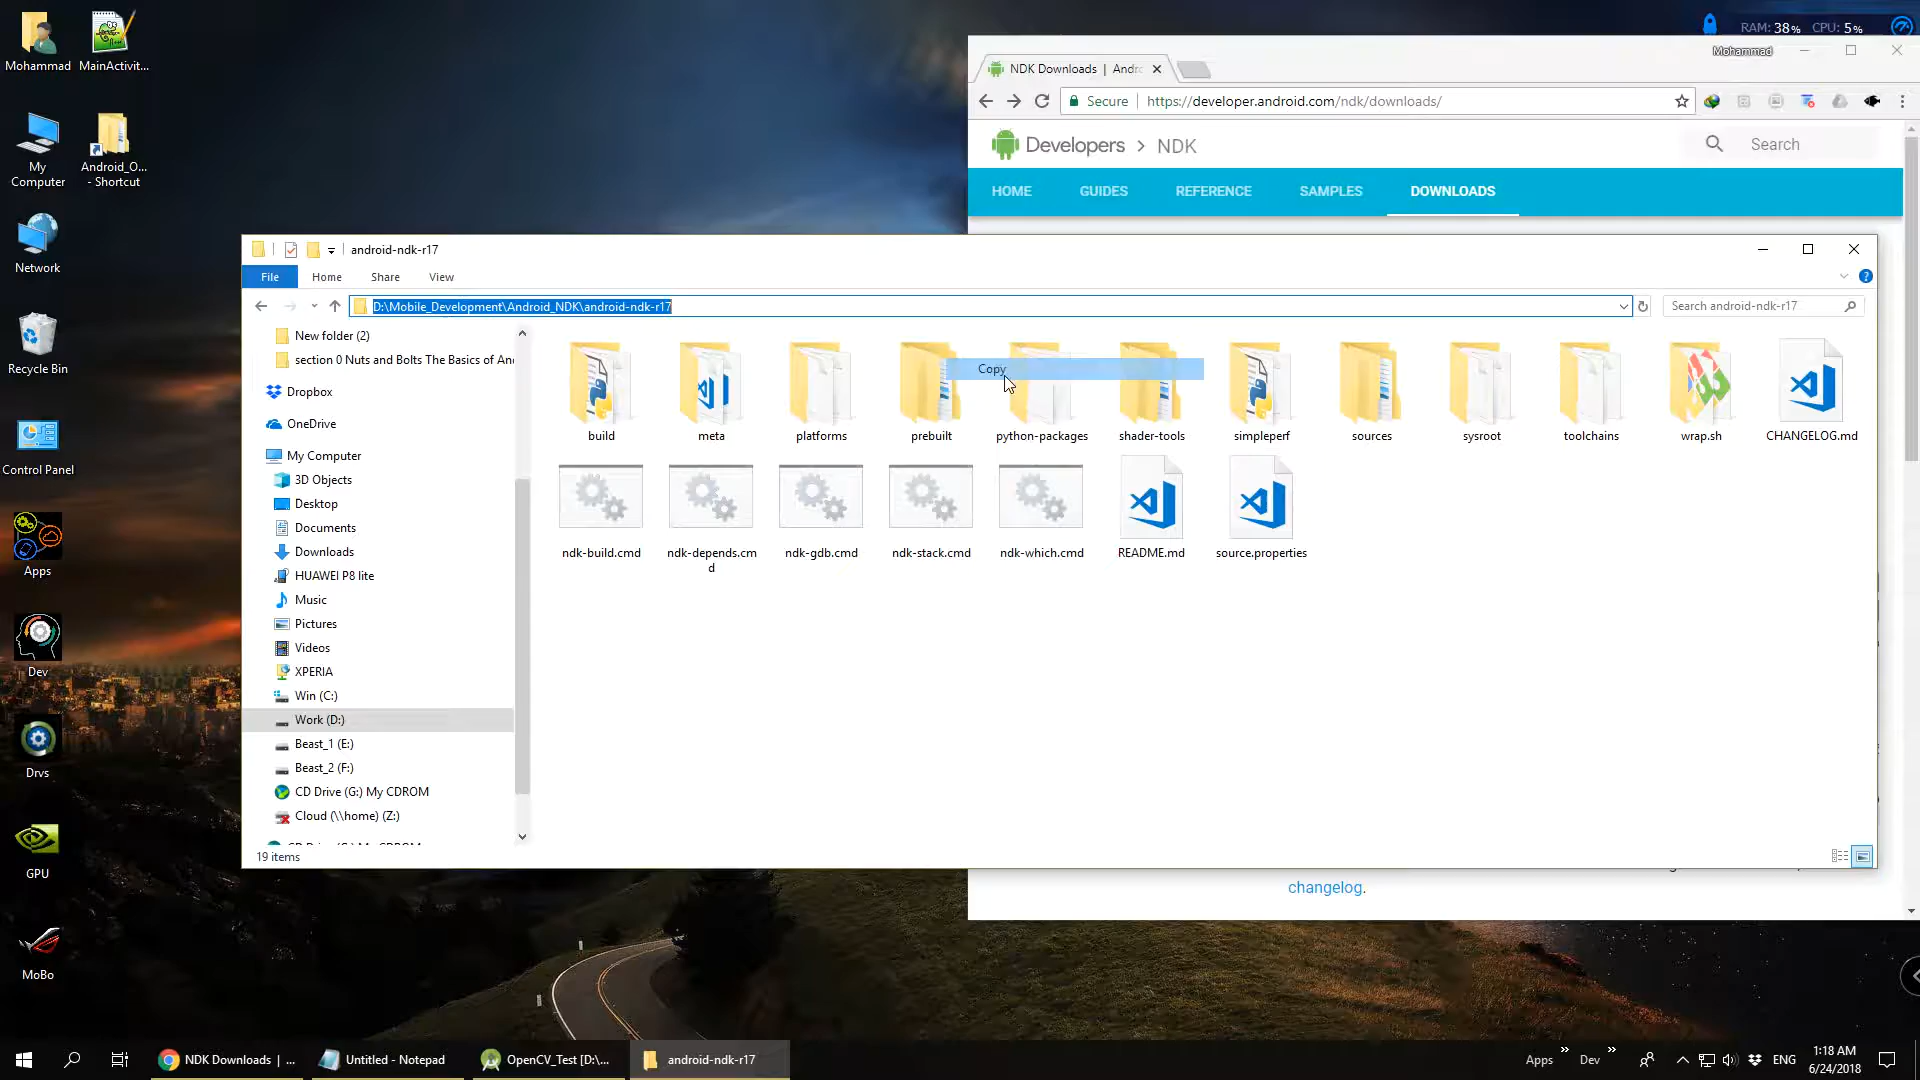 Mohammad
MainActivit...
My
Computer
Android_O...
- Shortcut
Network
Recycle Bin
Control Panel
Apps
Dev
Drvs
GPU
MoBo
RAM: 38% CPU: 5%
Mohammad
NDK Downloads | Andr
Secure
https://developer.android.com/ndk/downloads/
Developers > NDK
Search
HOME
GUIDES
REFERENCE
SAMPLES
DOWNLOADS
android-ndk-r17
File
Home
Share
View
D:\Mobile_Development\Android_NDK\android-ndk-r17
Search android-ndk-r17
New folder (2)
section 0 Nuts and Bolts The Basics of An
Dropbox
OneDrive
My Computer
3D Objects
Desktop
Documents
Downloads
HUAWEI P8 lite
Music
Pictures
Videos
XPERIA
Win (C:)
Work (D:)
Beast_1 (E:)
Beast_2 (F:)
CD Drive (G:) My CDROM
Cloud (\\home) (Z:)
Copy
build
meta
platforms
prebuilt
python-packages
shader-tools
simpleperf
sources
sysroot
toolchains
wrap.sh
CHANGELOG.md
ndk-build.cmd
ndk-depends.cm
d
ndk-gdb.cmd
ndk-stack.cmd
ndk-which.cmd
README.md
source.properties
19 items
changelog.
NDK Downloads | ...
Untitled - Notepad
OpenCV_Test [D:\...
android-ndk-r17
Apps
Dev
ENG
1:18 AM
6/24/2018